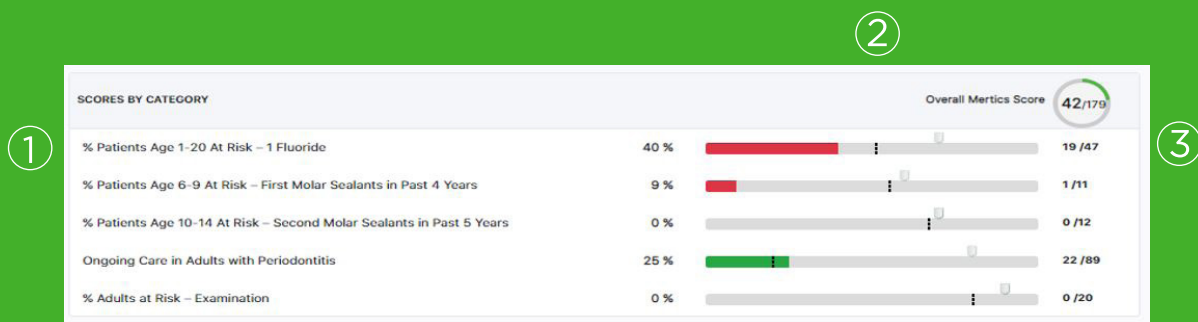 ②
SCORES BY CATEGORY Overall Mertics Score 42/179
① % Patients Age 1-20 At Risk – 1 Fluoride 40 % 19 /47 ③
% Patients Age 6-9 At Risk – First Molar Sealants in Past 4 Years 9 % 1 /11
% Patients Age 10-14 At Risk – Second Molar Sealants in Past 5 Years 0 % 0 /12
Ongoing Care in Adults with Periodontitis 25 % 22 /89
% Adults at Risk – Examination 0 % 0 /20